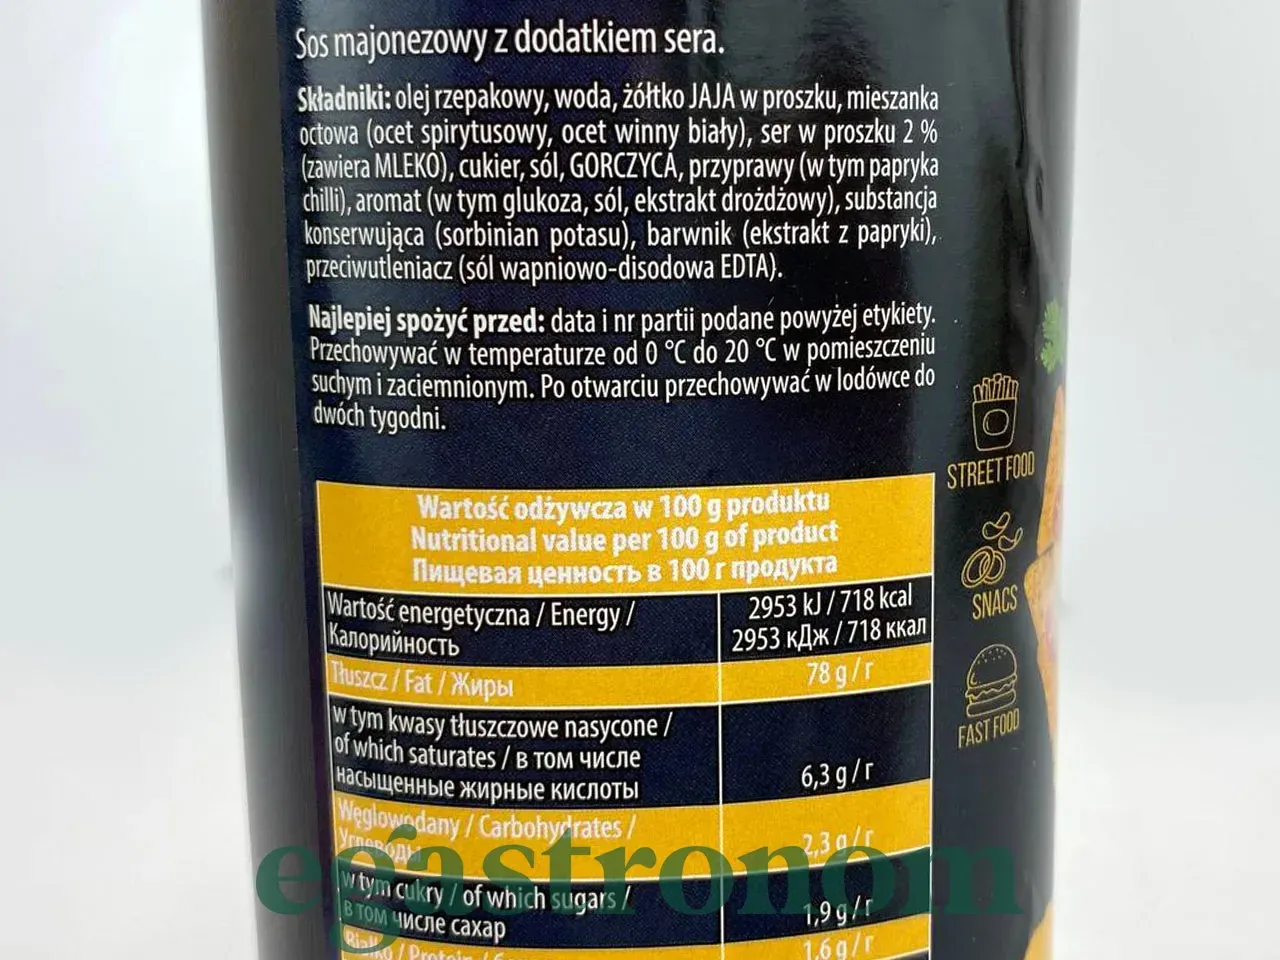 Sos majonezowy z dodatkiem sera.
Składniki: olej rzepakowy, woda, żółtko JAJA w proszku, mieszanka
octowa (ocet spirytusowy, ocet winny biały), ser w proszku 2 %
(zawiera MLEKO), cukier, sól, GORCZYCA, przyprawy (w tym papryka
chilli), aromat (w tym glukoza, sól, ekstrakt drożdżowy), substancja
konserwująca (sorbinian potasu), barwnik (ekstrakt z papryki),
przeciwutleniacz (sól wapniowo-disodowa EDTA).
Najlepiej spożyć przed: data i nr partii podane powyżej etykiety.
Przechowywać w temperaturze od 0 °C do 20 °C w pomieszczeniu
suchym i zaciemnionym. Po otwarciu przechowywać w lodówce do
dwóch tygodni.
STREET FOOD
SNACS
FAST FOOD
Wartość odżywcza w 100 g produktu
Nutritional value per 100 g of product
Пищевая ценность в 100 г продукта
Wartość energetyczna / Energy /
Калорийность
2953 kJ / 718 kcal
2953 кДж / 718 ккал
Tłuszcz / Fat / Жиры
78 g / г
w tym kwasy tłuszczowe nasycone /
of which saturates / в том числе
насыщенные жирные кислоты
6,3 g / г
Węglowodany / Carbohydrates /
Углеводы
2,3 g / г
w tym cukry / of which sugars /
в том числе сахар
1,9 g / г
Białko / Protein /
1,6 g / г
egastronom